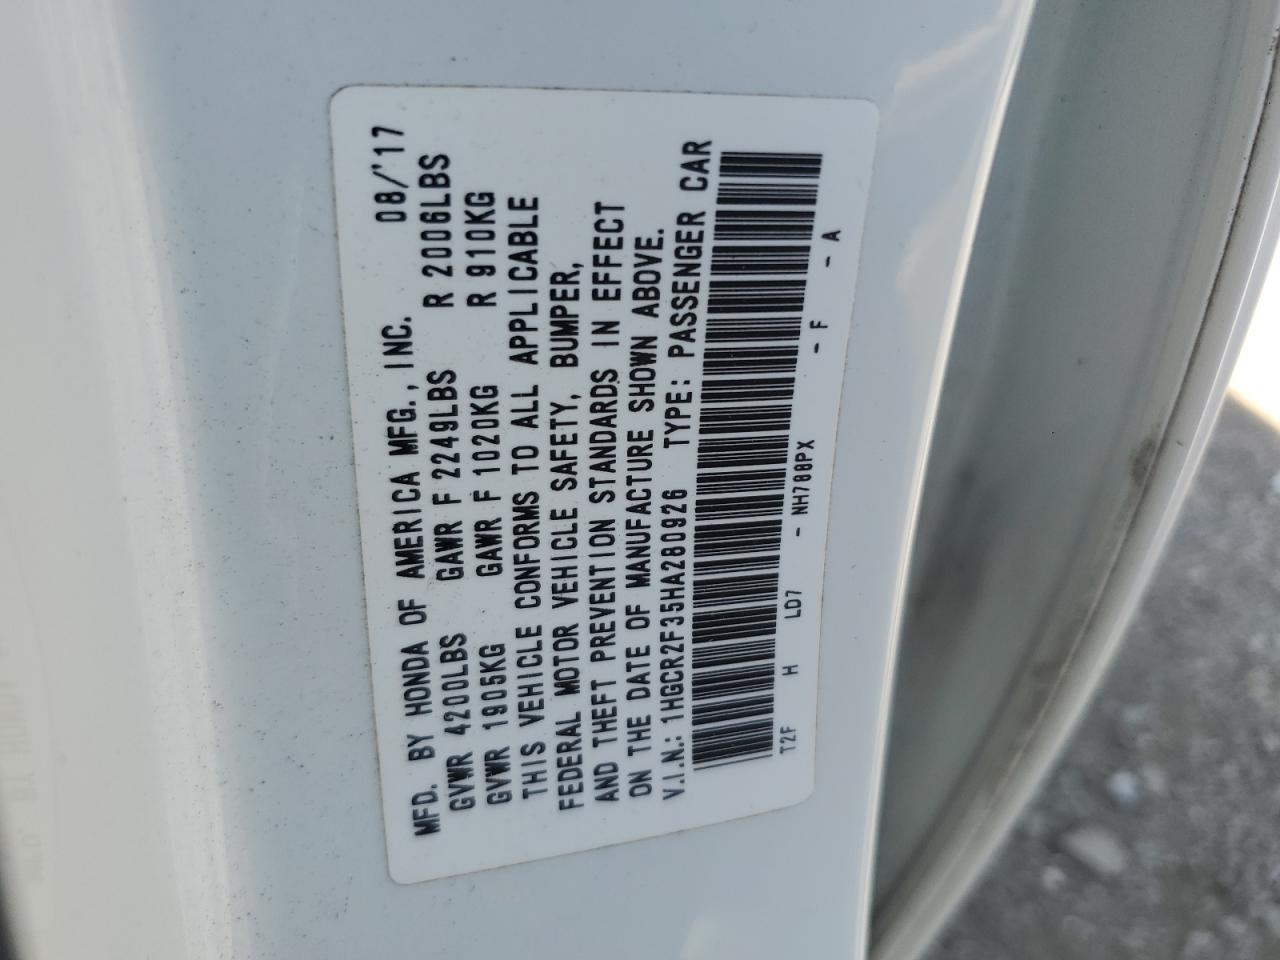 MFD. BY HONDA OF AMERICA MFG., INC. 08/'17
GVWR 4200LBS GAWR F 2249LBS R 2006LBS
GVWR 1905KG GAWR F 1020KG R 910KG
THIS VEHICLE CONFORMS TO ALL APPLICABLE
FEDERAL MOTOR VEHICLE SAFETY, BUMPER,
AND THEFT PREVENTION STANDARDS IN EFFECT
ON THE DATE OF MANUFACTURE SHOWN ABOVE.
V.I.N.: 1HGCR2F35HA280926 TYPE: PASSENGER CAR
T2F H LD7 - NH788PX - F - A